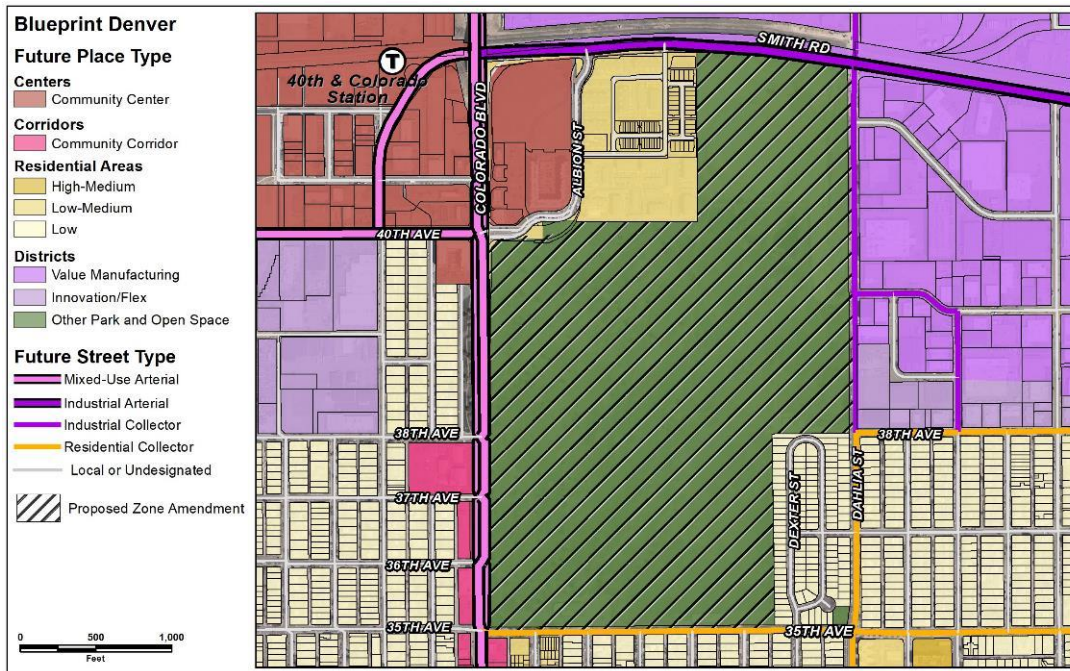 Blueprint Denver
Future Place Type
Centers
Community Center
Corridors
Community Corridor
Residential Areas
High-Medium
Low-Medium
Low
Districts
Value Manufacturing
Innovation/Flex
Other Park and Open Space
Future Street Type
Mixed-Use Arterial
Industrial Arterial
Industrial Collector
Residential Collector
Local or Undesignated
Proposed Zone Amendment
0 500 1,000
Feet
SMITH RD
T
40th & Colorado
Station
COLORADO BLVD
ALBION ST
40TH AVE
38TH AVE
38TH AVE
37TH AVE
DEXTER ST
DAHLIA ST
36TH AVE
35TH AVE
35TH AVE